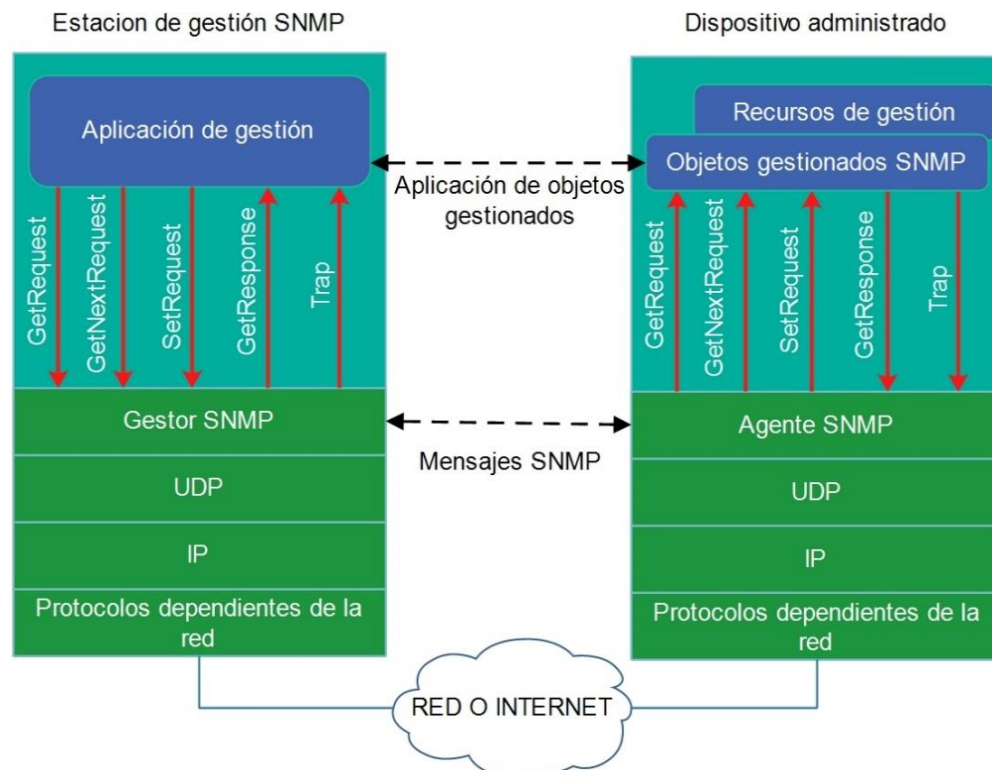 Estacion de gestión SNMP
Dispositivo administrado
Aplicación de gestión
Recursos de gestión
Objetos gestionados SNMP
Aplicación de objetos
gestionados
GetRequest
GetNextRequest
SetRequest
GetResponse
Trap
GetRequest
GetNextRequest
SetRequest
GetResponse
Trap
Gestor SNMP
Agente SNMP
Mensajes SNMP
UDP
UDP
IP
IP
Protocolos dependientes de la
red
Protocolos dependientes de la
red
RED O INTERNET